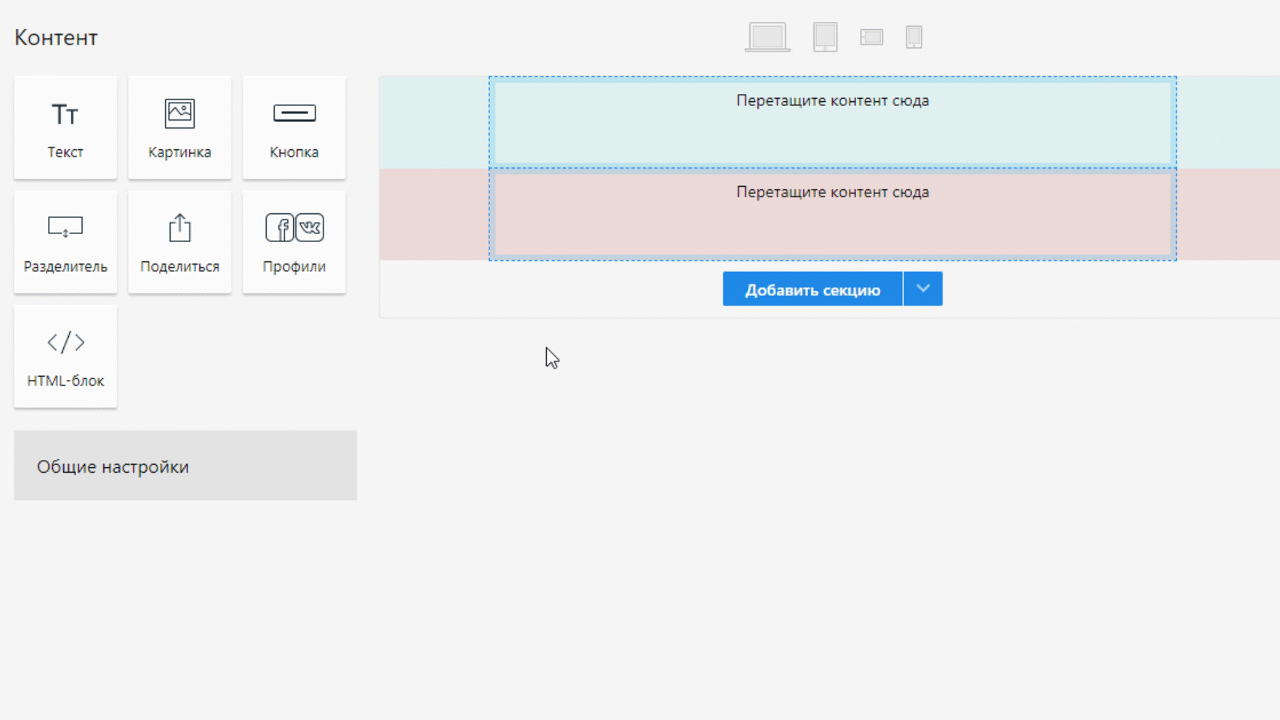 Контент
Тт
Текст
Картинка
Кнопка
Разделитель
Поделиться
Профили
</>
HTML-блок
Общие настройки
Перетащите контент сюда
Перетащите контент сюда
Добавить секцию